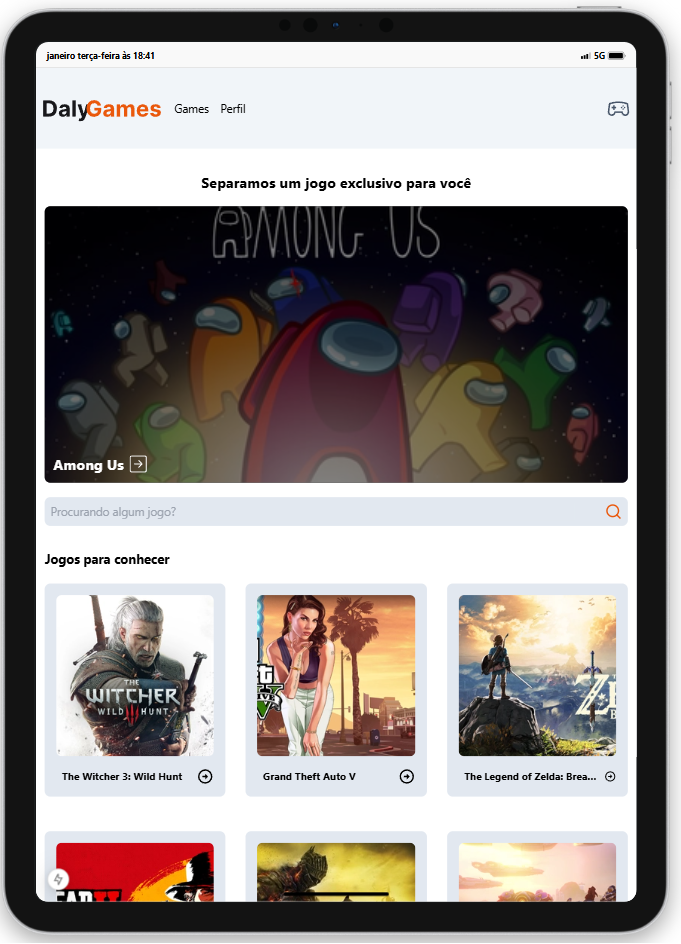 janeiro terça-feira às 18:41
5G
DalyGames
Games
Perfil
Separamos um jogo exclusivo para você
AMONG US
Among Us
Procurando algum jogo?
Jogos para conhecer
THE
WITCHER
WILD HUNT
V
The Witcher 3: Wild Hunt
Grand Theft Auto V
The Legend of Zelda: Brea...